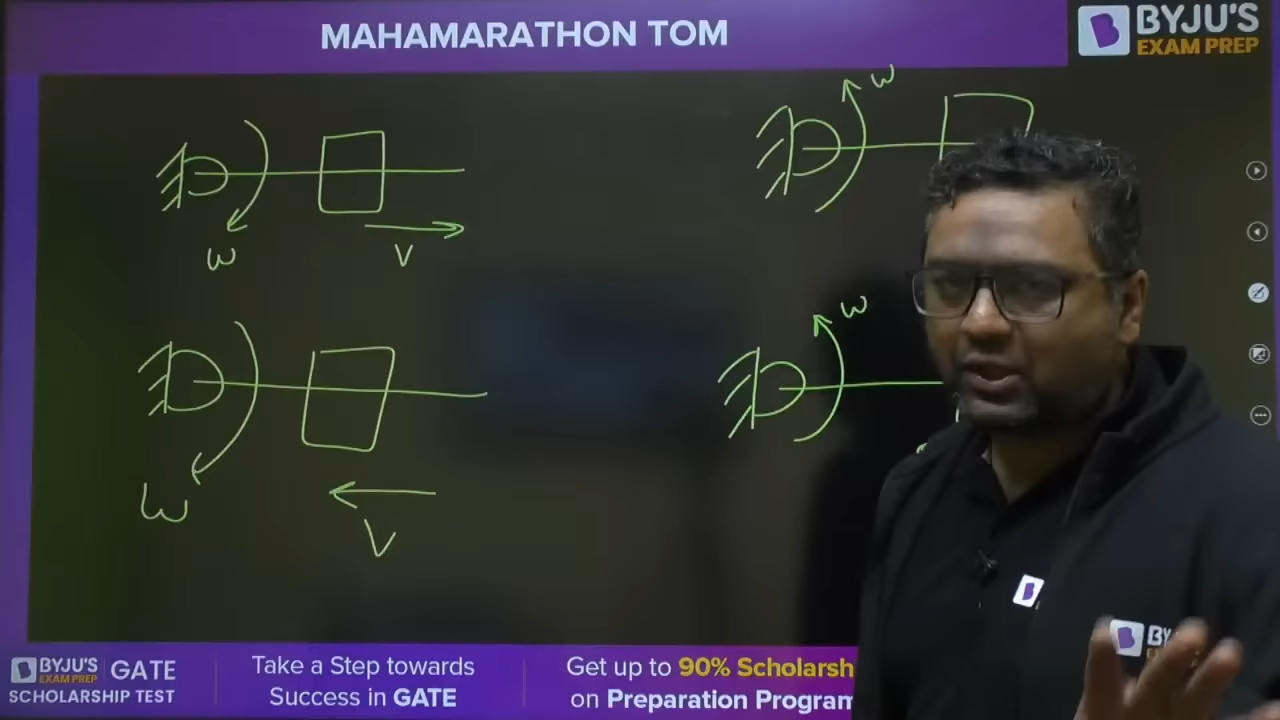 MAHAMARATHON TOM
BYJU'S
EXAM PREP
ω
ω
V
ω
ω
V
BYJU'S
EXAM PREP
GATE
SCHOLARSHIP TEST
Take a Step towards
Success in GATE
Get up to 90% Scholarsh
on Preparation Program
BY